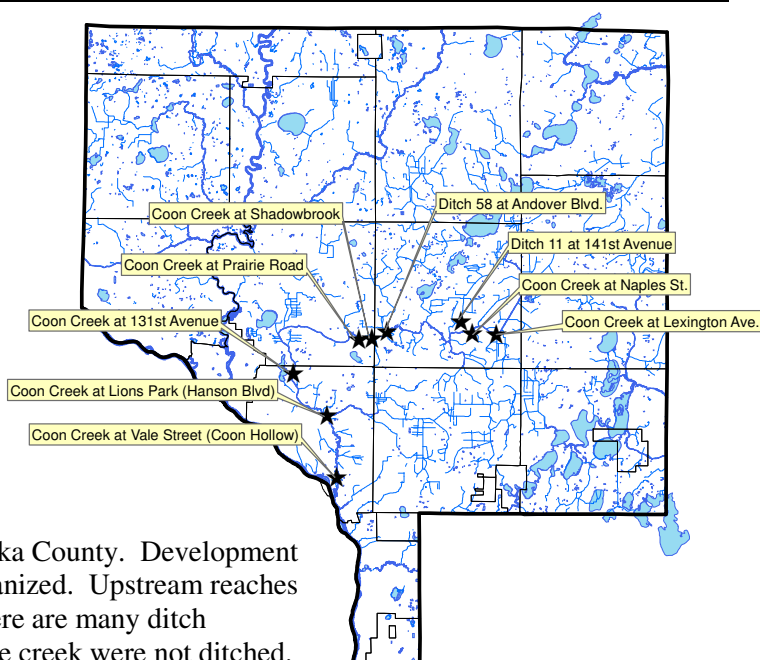 Ditch 58 at Andover Blvd.
Coon Creek at Shadowbrook
Ditch 11 at 141st Avenue
Coon Creek at Prairie Road
Coon Creek at Naples St.
Coon Creek at 131st Avenue
Coon Creek at Lexington Ave.
Coon Creek at Lions Park (Hanson Blvd)
Coon Creek at Vale Street (Coon Hollow)
ka County. Development
anized. Upstream reaches
ere are many ditch
e creek were not ditched.